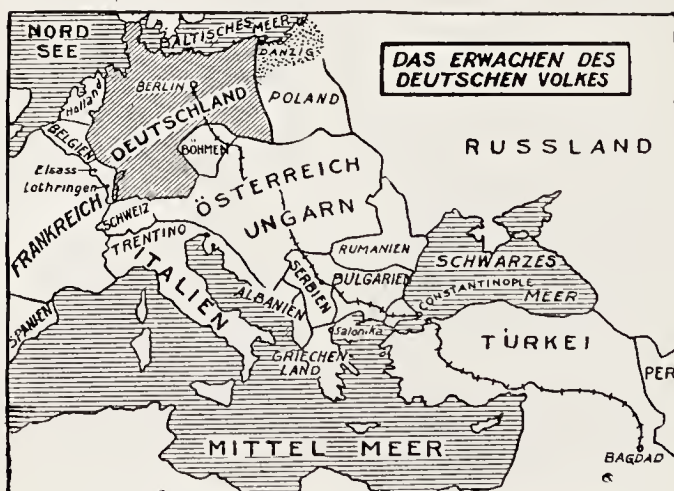 NORD
SEE
BALTISCHES MEER
DANZIG
DAS ERWACHEN DES
DEUTSCHEN VOLKES
BERLIN
Holland
POLAND
DEUTSCHLAND
BELGIEN
BÖHMEN
RUSSLAND
Elsass
Lothringen
ÖSTERREICH
UNGARN
FRANKREICH
SCHWEIZ
TRENTINO
ITALIEN
RUMANIEN
SCHWARZES
MEER
SERBIEN
BULGARIEN
CONSTANTINOPLE
ALBANIEN
SPANIEN
Salonika
TÜRKEI
GRIECHEN
LAND
PER
MITTEL MEER
BAGDAD